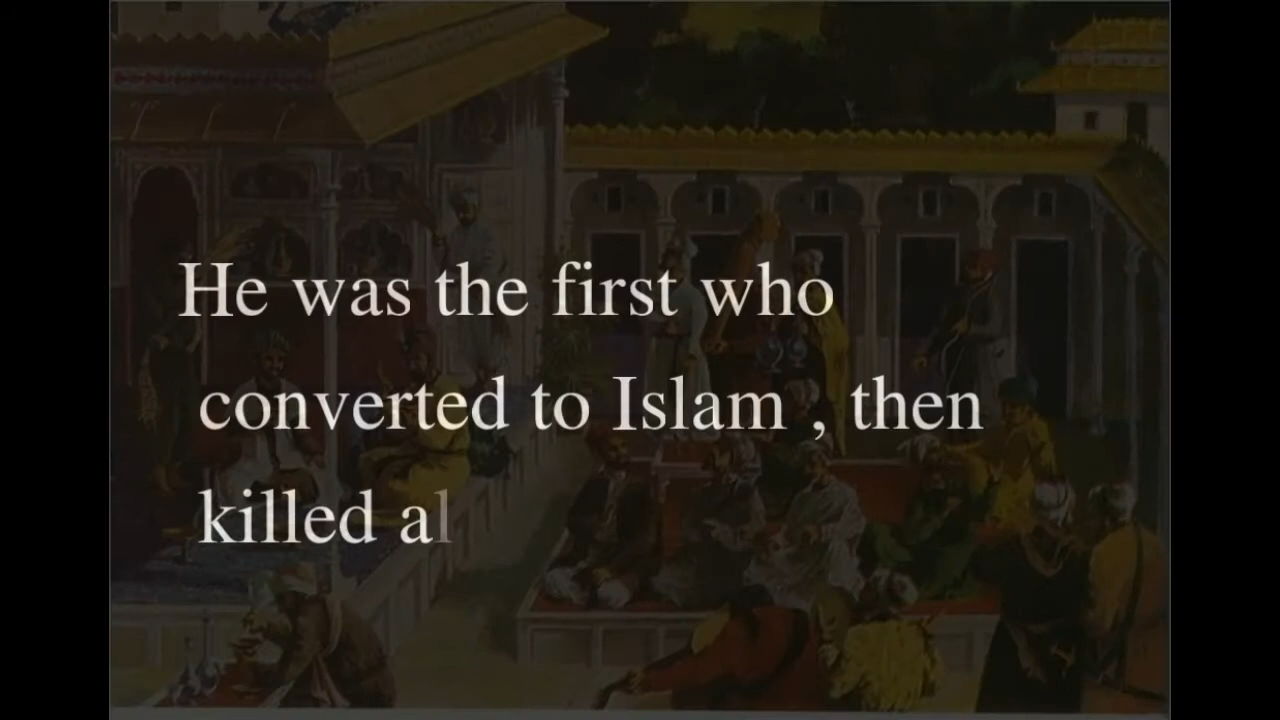 He was the first who
converted to Islam , then
killed al